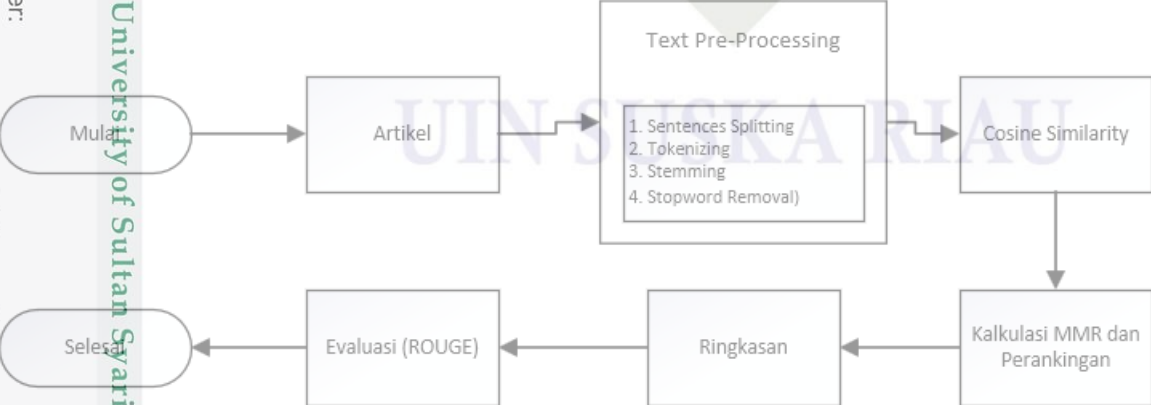 er:
University of Sultan Syari
UIN SUSKA RIAU
Text Pre-Processing
Mulai
Artikel
1. Sentences Splitting
2. Tokenizing
3. Stemming
4. Stopword Removal)
Cosine Similarity
Selesai
Evaluasi (ROUGE)
Ringkasan
Kalkulasi MMR dan
Perankingan